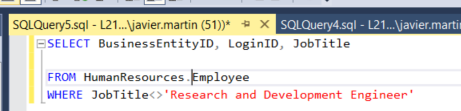 SQLQuery5.sql - L21...\javier.martin (51))* SQLQuery4.sql - L21...\javier.m
SELECT BusinessEntityID, LoginID, JobTitle
FROM HumanResources.Employee
WHERE JobTitle<>'Research and Development Engineer'